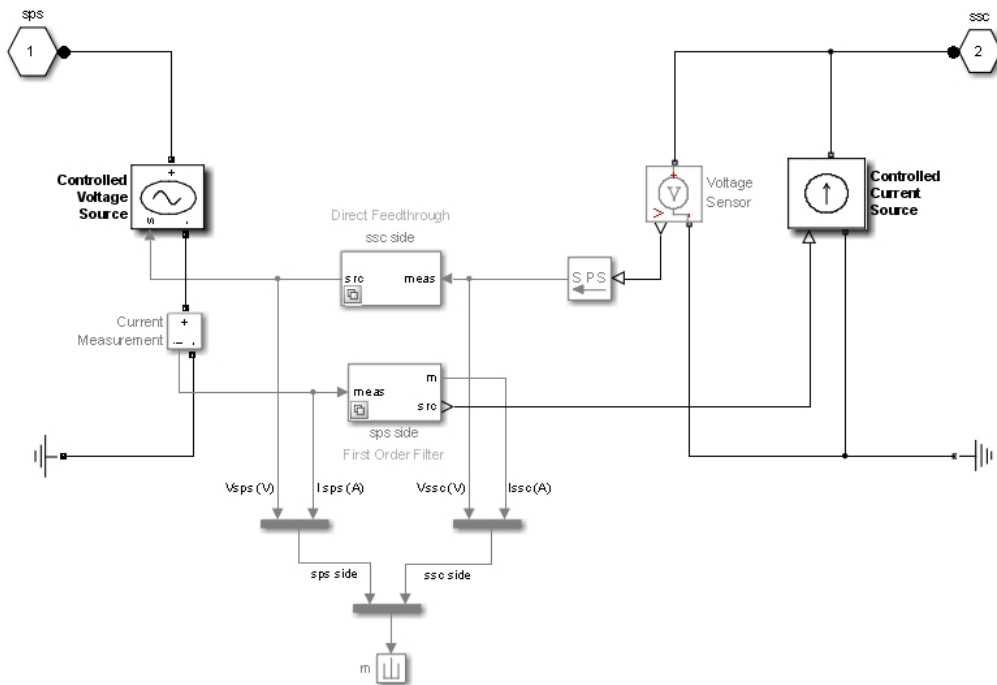 sps
ssc
1
2
Controlled
Voltage
Source
+
s
-
Voltage
Sensor
+
V
-
Controlled
Current
Source
Direct Feedthrough
ssc side
src
meas
SPS
Current
Measurement
+
i
-
meas
m
src
sps side
First Order Filter
Vsps(V)
Isps(A)
Vssc(V)
Issc(A)
sps side
ssc side
m